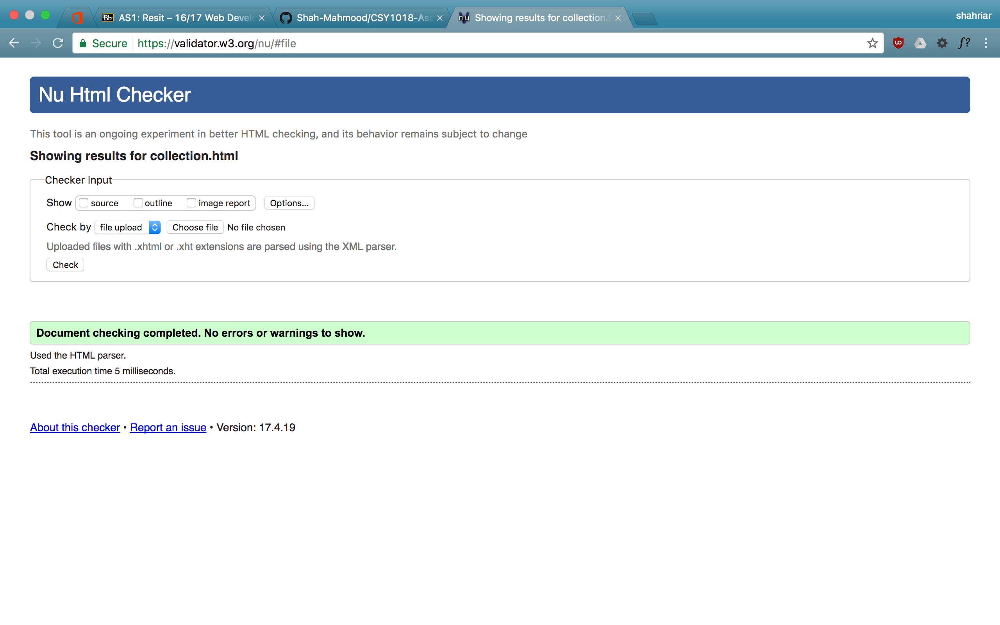 Bb AS1: Resit – 16/17 Web Devel
Shah-Mahmood/CSY1018-Ass
nu Showing results for collection.
shahriar
Secure https://validator.w3.org/nu/#file
f?
Nu Html Checker
This tool is an ongoing experiment in better HTML checking, and its behavior remains subject to change
Showing results for collection.html
Checker Input
Show source outline image report Options...
Check by file upload Choose file No file chosen
Uploaded files with .xhtml or .xht extensions are parsed using the XML parser.
Check
Document checking completed. No errors or warnings to show.
Used the HTML parser.
Total execution time 5 milliseconds.
About this checker • Report an issue • Version: 17.4.19